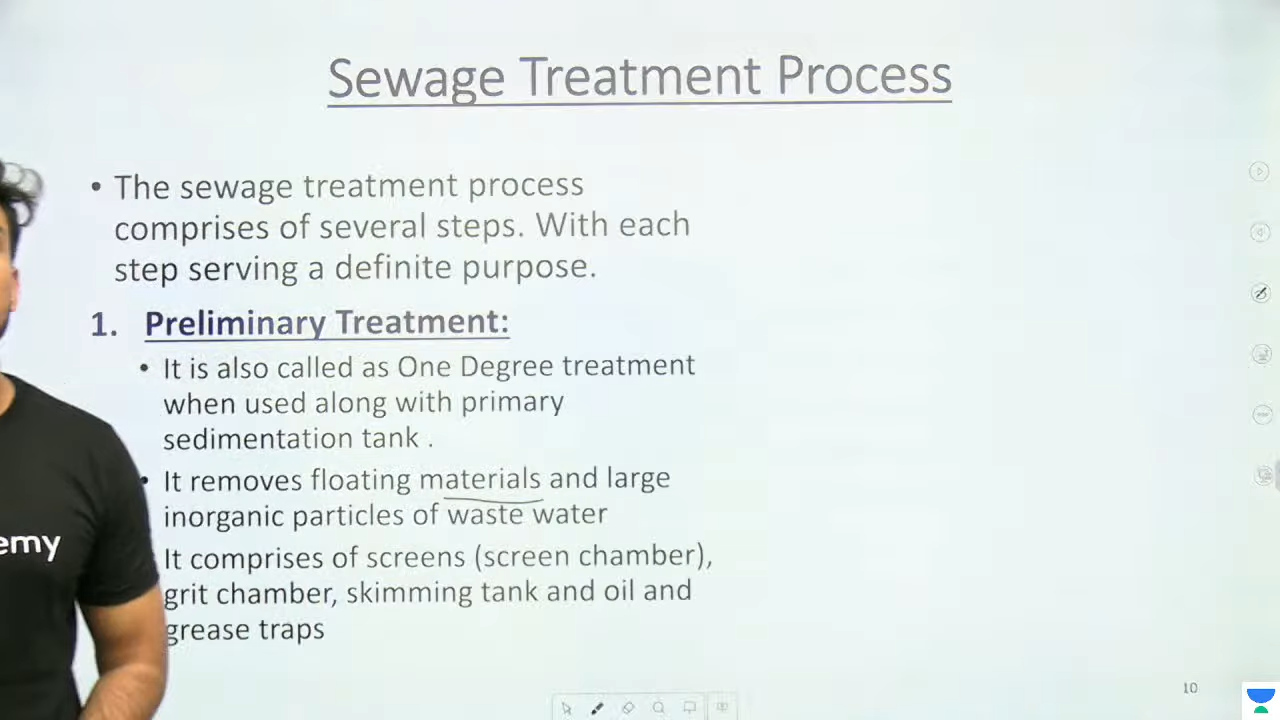 Sewage Treatment Process
• The sewage treatment process
comprises of several steps. With each
step serving a definite purpose.
1. Preliminary Treatment:
• It is also called as One Degree treatment
when used along with primary
sedimentation tank .
• It removes floating materials and large
inorganic particles of waste water
It comprises of screens (screen chamber),
grit chamber, skimming tank and oil and
grease traps
emy
10